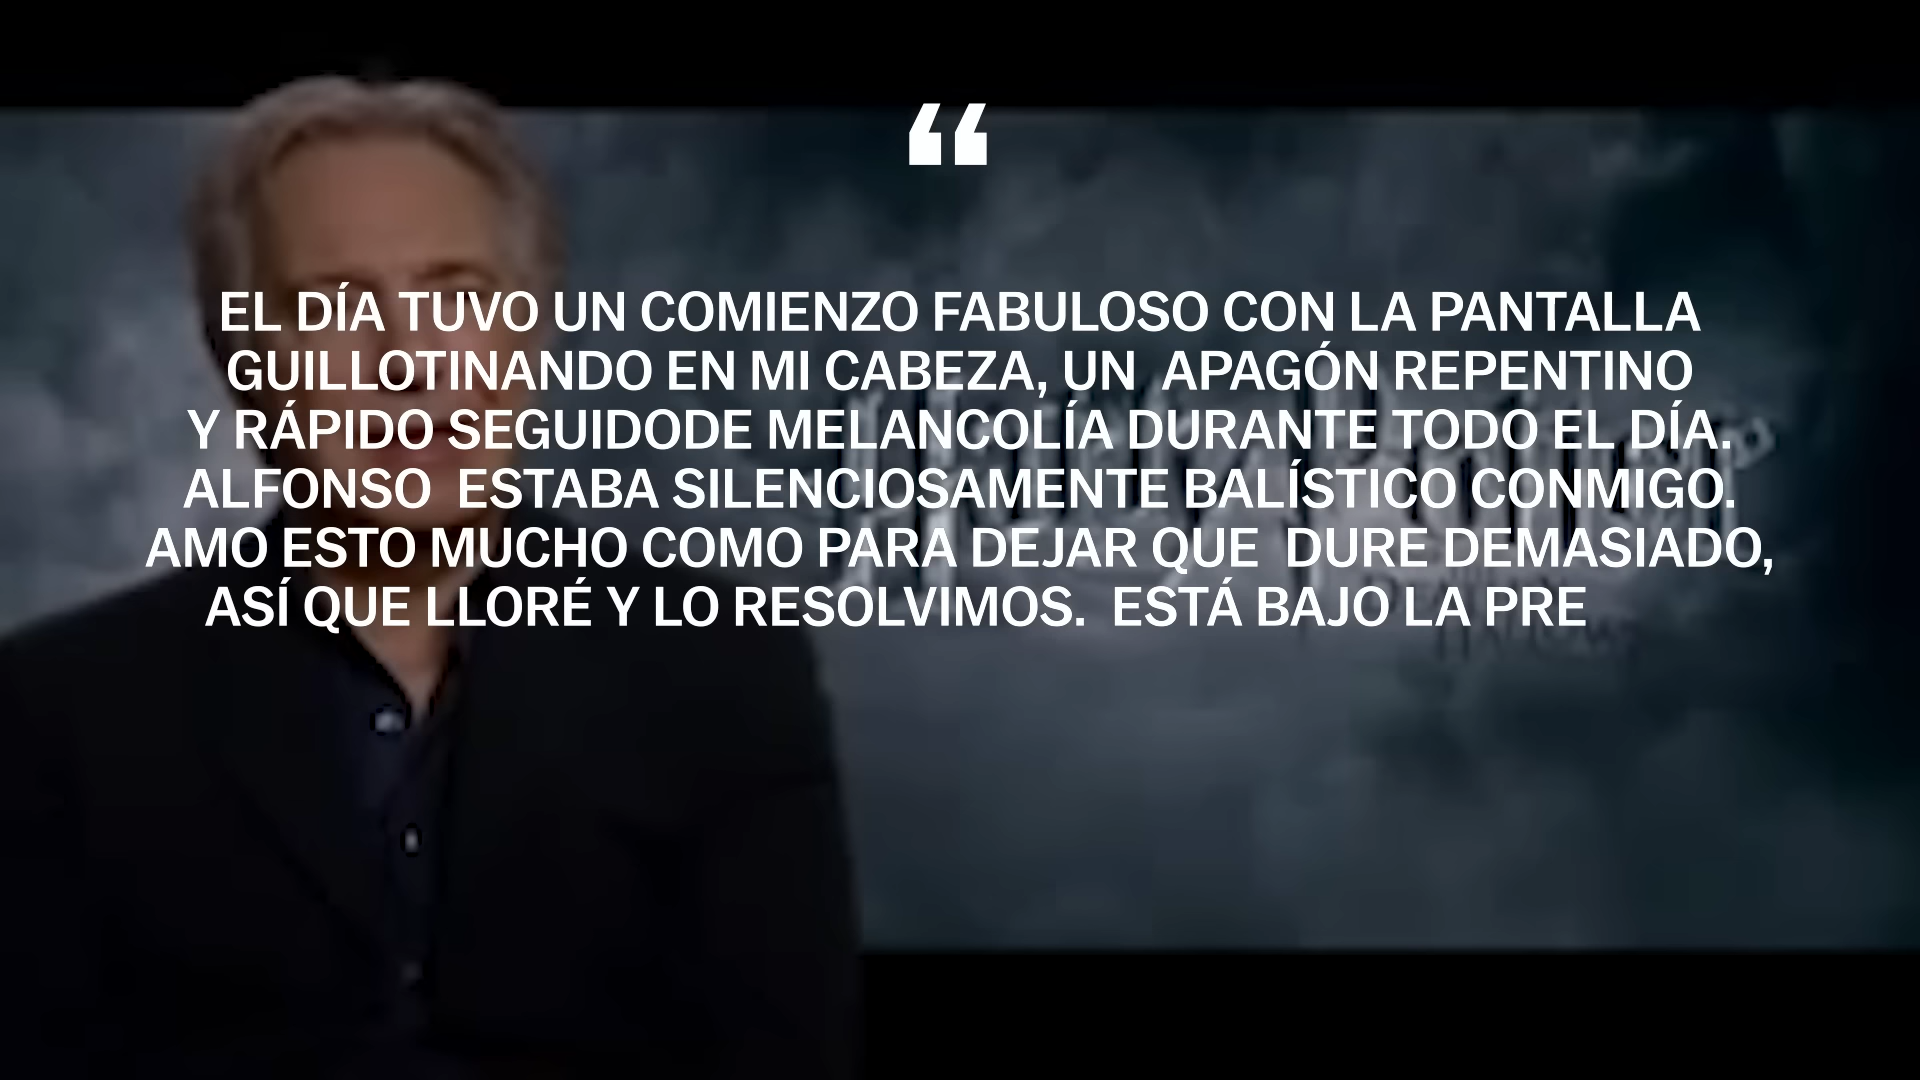 “
EL DÍA TUVO UN COMIENZO FABULOSO CON LA PANTALLA
GUILLOTINANDO EN MI CABEZA, UN APAGÓN REPENTINO
Y RÁPIDO SEGUIDODE MELANCOLÍA DURANTE TODO EL DÍA.
ALFONSO ESTABA SILENCIOSAMENTE BALÍSTICO CONMIGO.
AMO ESTO MUCHO COMO PARA DEJAR QUE DURE DEMASIADO,
ASÍ QUE LLORÉ Y LO RESOLVIMOS. ESTÁ BAJO LA PRE